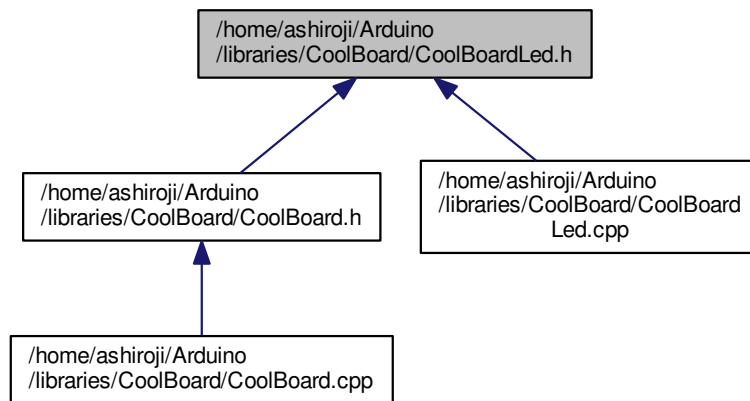 /home/ashiroji/Arduino
/libraries/CoolBoard/CoolBoardLed.h
/home/ashiroji/Arduino
/libraries/CoolBoard/CoolBoard.h
/home/ashiroji/Arduino
/libraries/CoolBoard/CoolBoard
Led.cpp
/home/ashiroji/Arduino
/libraries/CoolBoard/CoolBoard.cpp